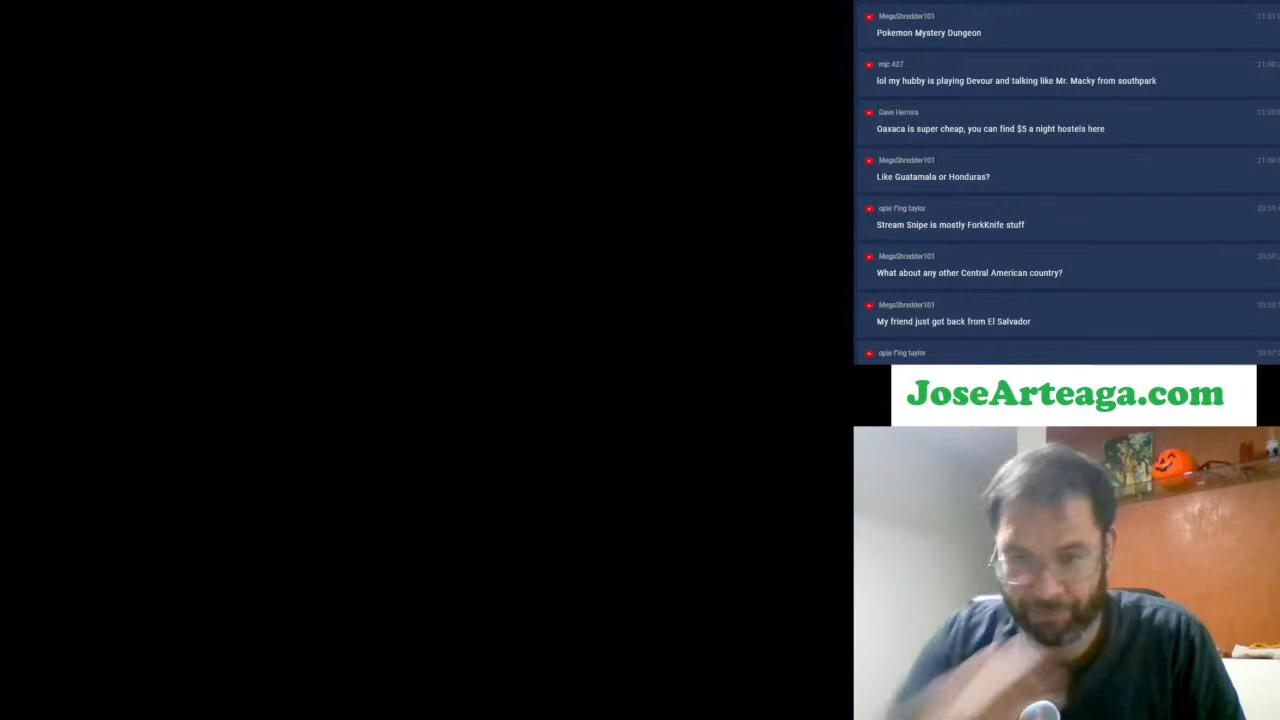 MegaShredder101
Pokemon Mystery Dungeon
mjc 427
lol my hubby is playing Devour and talking like Mr. Macky from southpark
Dave Herrera
Oaxaca is super cheap, you can find $5 a night hostels here
MegaShredder101
Like Guatamala or Honduras?
opie f'ing taylor
Stream Snipe is mostly ForkKnife stuff
MegaShredder101
What about any other Central American country?
MegaShredder101
My friend just got back from El Salvador
opie f'ing taylor
JoseArteaga.com